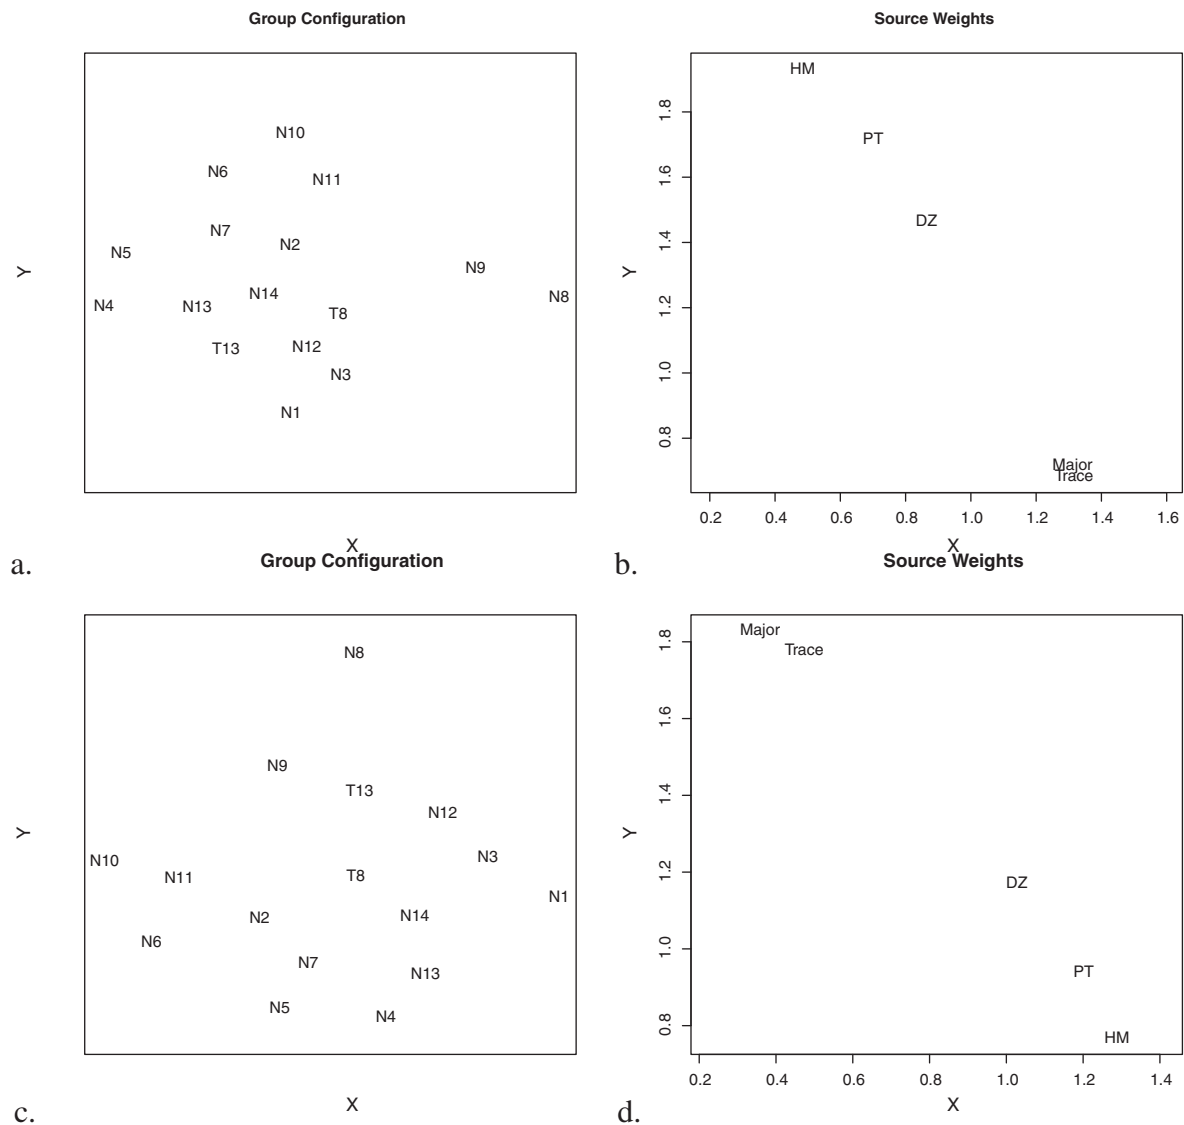 Group Configuration
N10
N6
N11
N7
N2
N5
N9
N14
N8
N4
N13
T8
T13
N12
N3
N1
Y
X
a.
Source Weights
HM
PT
DZ
Major
Trace
0.8 1.0 1.2 1.4 1.6 1.8
0.2 0.4 0.6 0.8 1.0 1.2 1.4 1.6
Y
X
b.
Group Configuration
N8
N9
T13
N12
N10
N3
N11
T8
N1
N2
N14
N6
N7
N13
N5
N4
Y
X
c.
Source Weights
Major
Trace
DZ
PT
HM
0.8 1.0 1.2 1.4 1.6 1.8
0.2 0.4 0.6 0.8 1.0 1.2 1.4
Y
X
d.